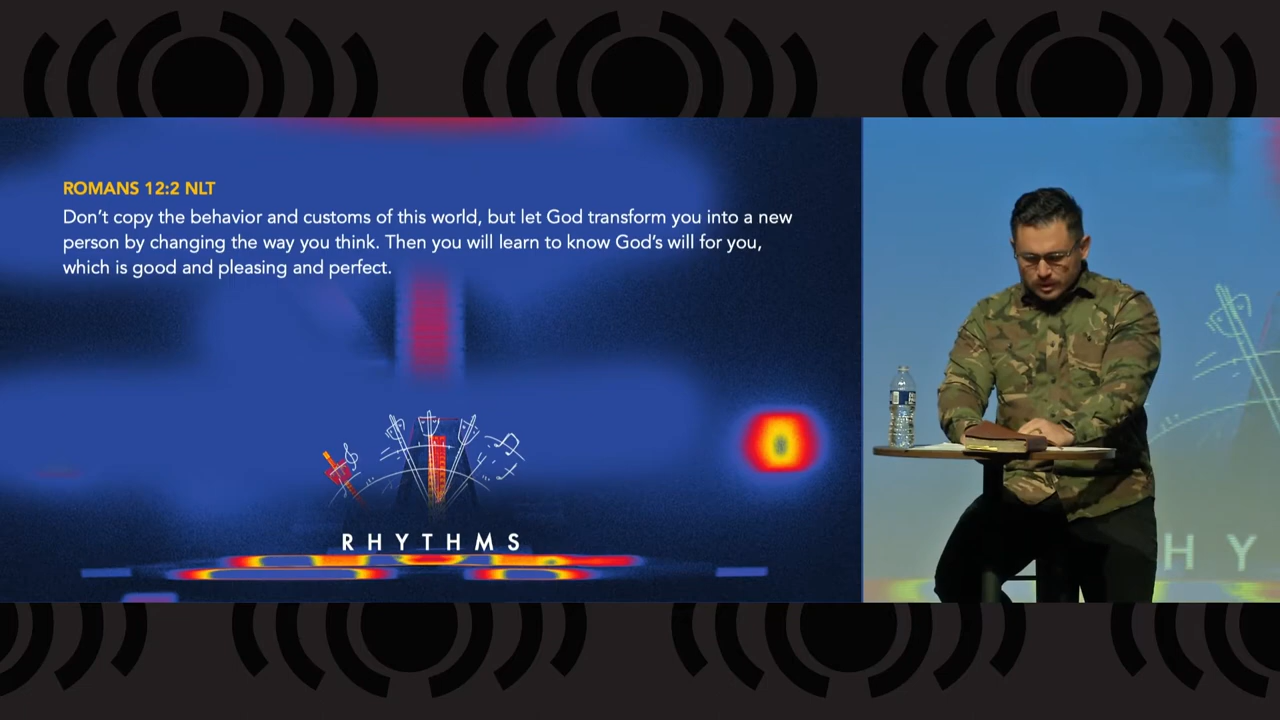 ROMANS 12:2 NLT
Don't copy the behavior and customs of this world, but let God transform you into a new
person by changing the way you think. Then you will learn to know God's will for you,
which is good and pleasing and perfect.
RHYTHMS
HY